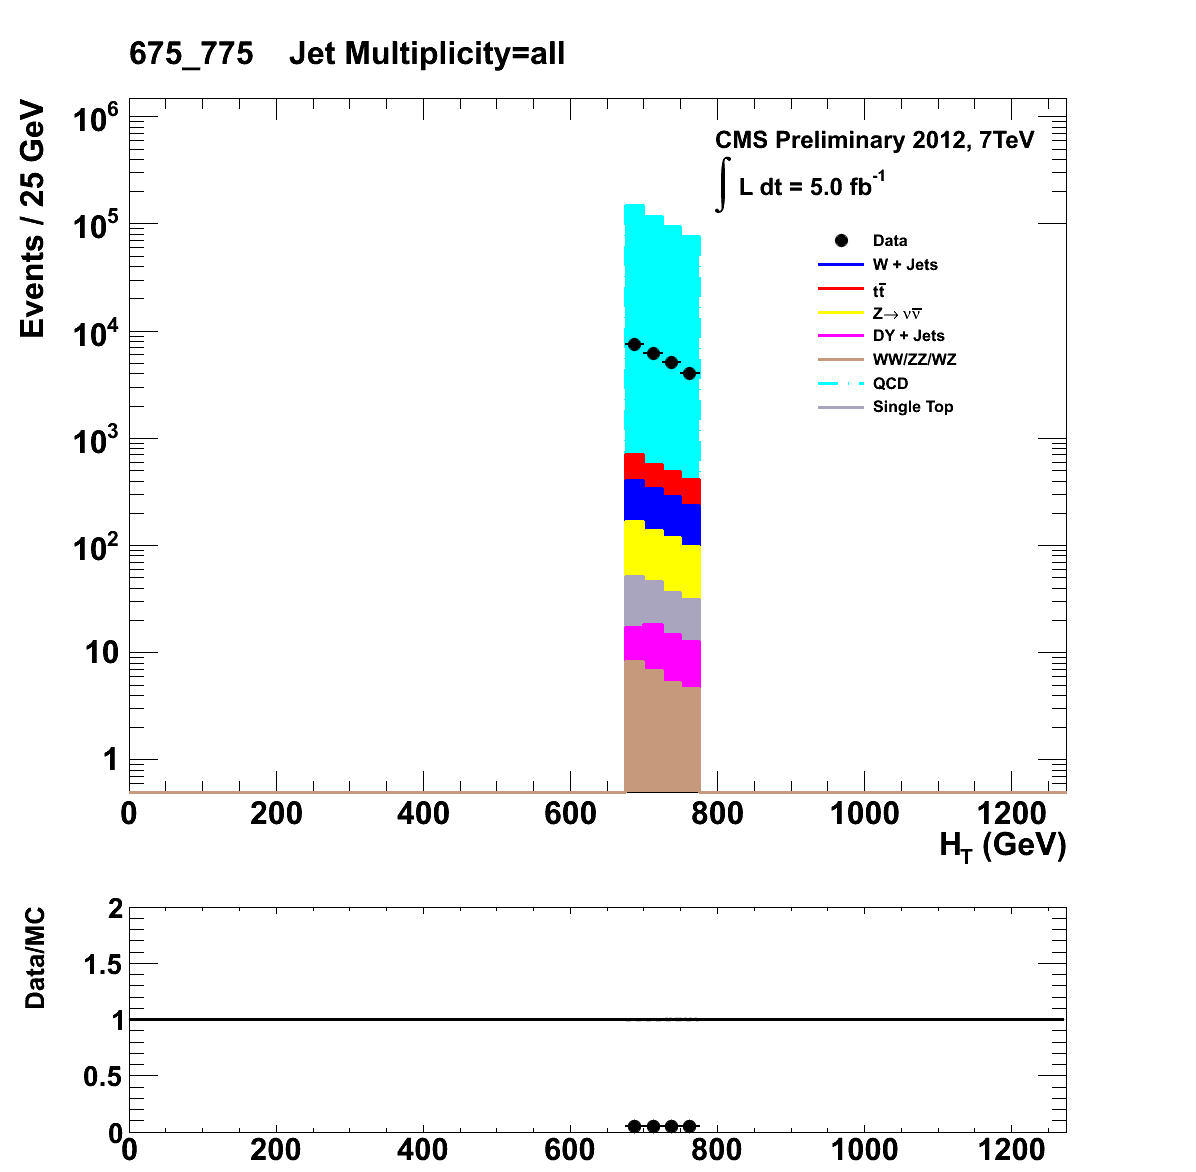 675_775 Jet Multiplicity=all
Events / 25 GeV
10⁶
10⁵
10⁴
10³
10²
10
1
CMS Preliminary 2012, 7TeV
∫ L dt = 5.0 fb⁻¹
Data
W + Jets
tt̅
Z→ νν̅
DY + Jets
WW/ZZ/WZ
QCD
Single Top
0 200 400 600 800 1000 1200
H_T (GeV)
Data/MC
2
1.5
1
0.5
0
0 200 400 600 800 1000 1200